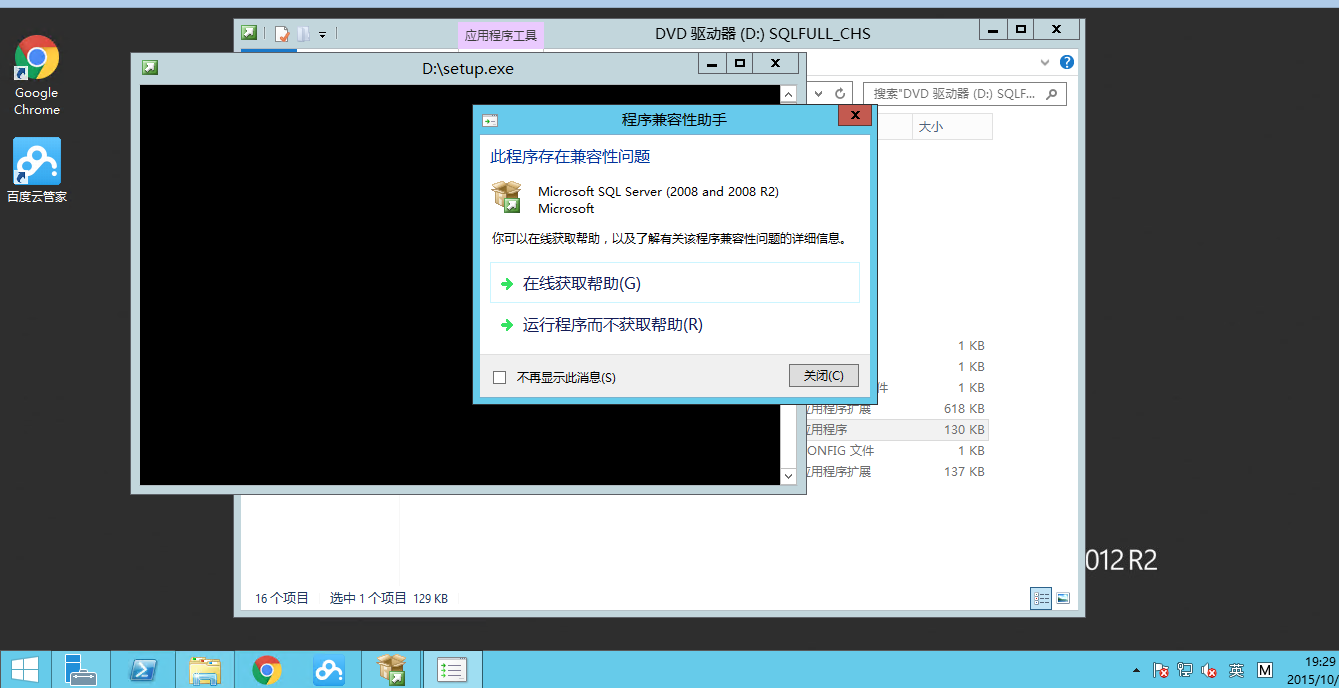 DVD 驱动器 (D:) SQLFULL_CHS
应用程序工具
Google
Chrome
百度云管家
D:\setup.exe
搜索"DVD 驱动器 (D:) SQLF...
大小
程序兼容性助手
此程序存在兼容性问题
Microsoft SQL Server (2008 and 2008 R2)
Microsoft
你可以在线获取帮助，以及了解有关该程序兼容性问题的详细信息。
在线获取帮助(G)
运行程序而不获取帮助(R)
不再显示此消息(S)
关闭(C)
1 KB
1 KB
件 1 KB
应用程序扩展 618 KB
应用程序 130 KB
ONFIG 文件 1 KB
应用程序扩展 137 KB
012 R2
16 个项目 选中 1 个项目 129 KB
英 M
19:29
2015/10/